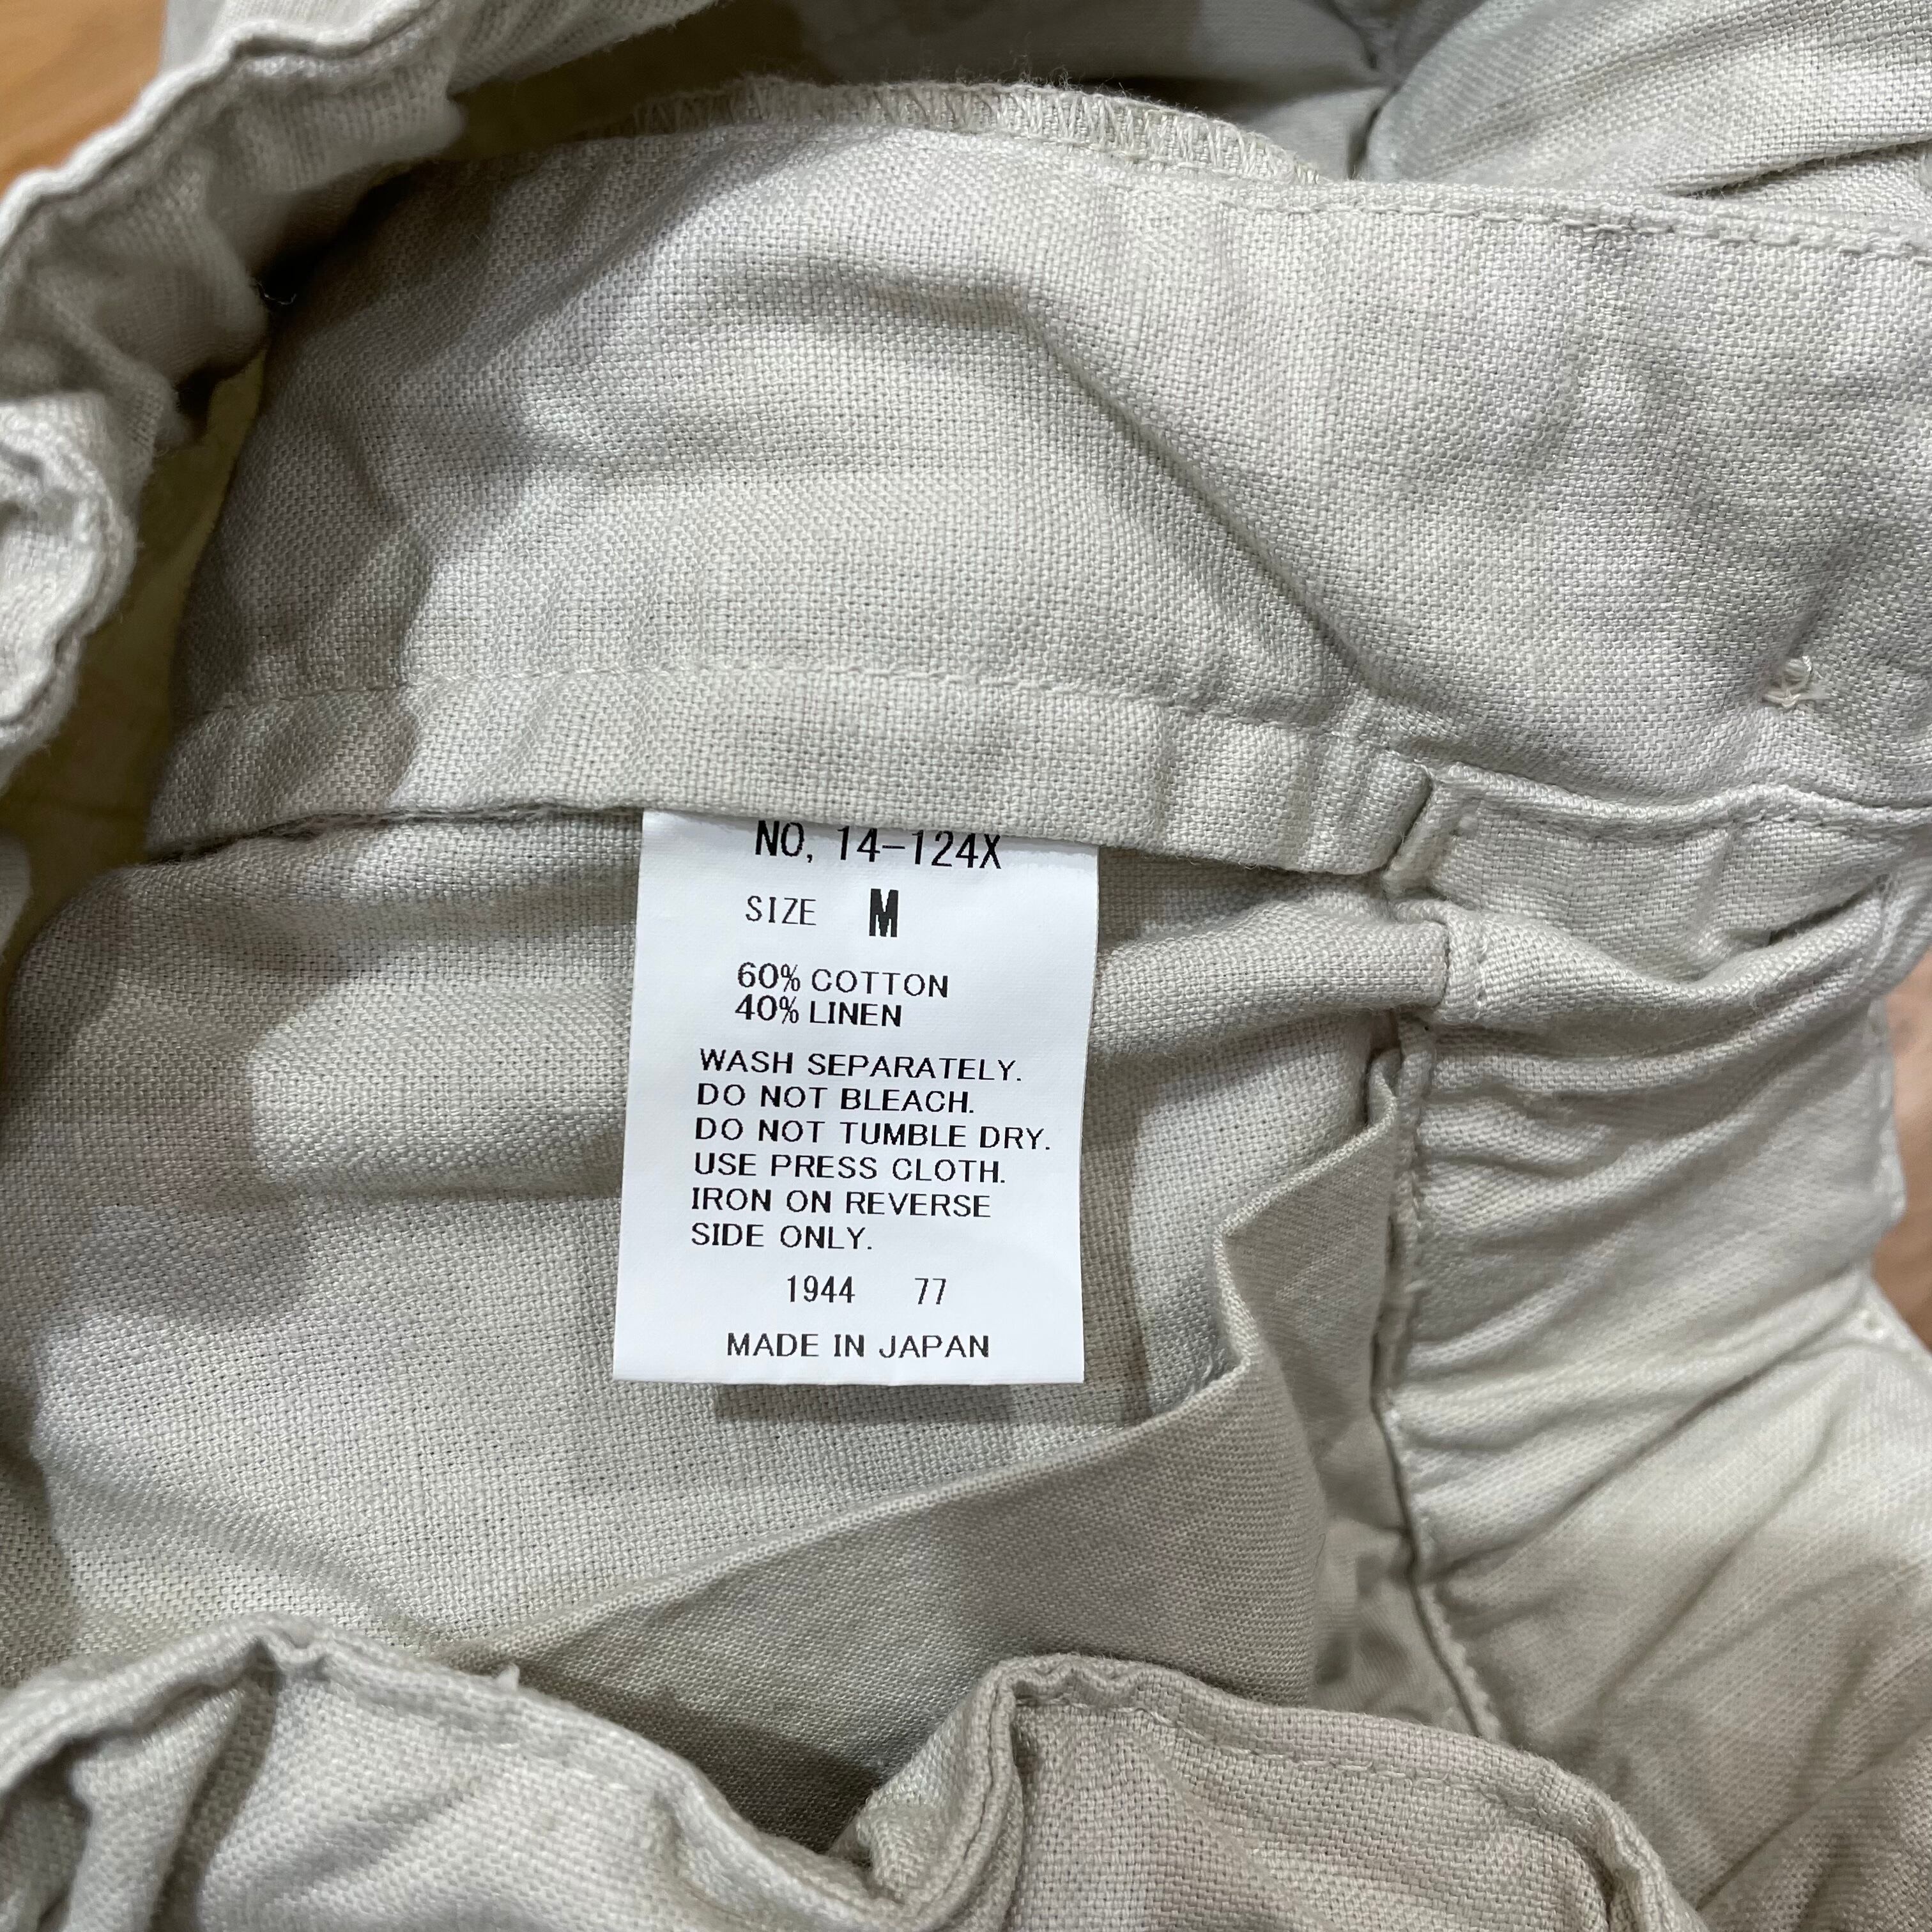 NO, 14-124X
SIZE M
60% COTTON
40% LINEN
WASH SEPARATELY.
DO NOT BLEACH.
DO NOT TUMBLE DRY.
USE PRESS CLOTH.
IRON ON REVERSE
SIDE ONLY.
1944 77
MADE IN JAPAN